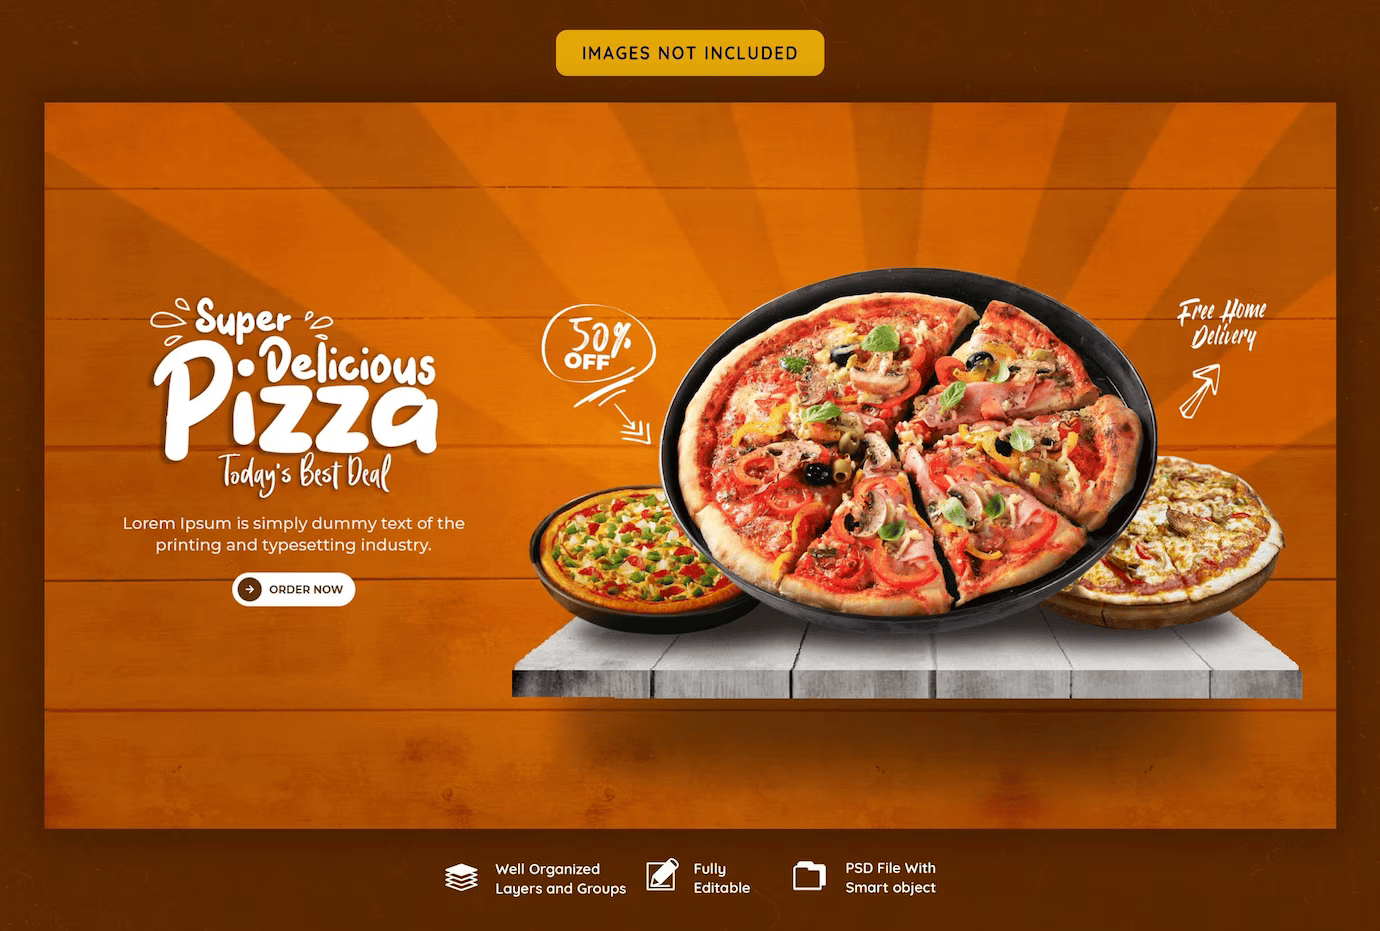 IMAGES NOT INCLUDED
Super
Delicious
Pizza
Today's Best Deal
Lorem Ipsum is simply dummy text of the
printing and typesetting industry.
ORDER NOW
50%
OFF
Free Home
Delivery
Well Organized
Layers and Groups
Fully
Editable
PSD File With
Smart object